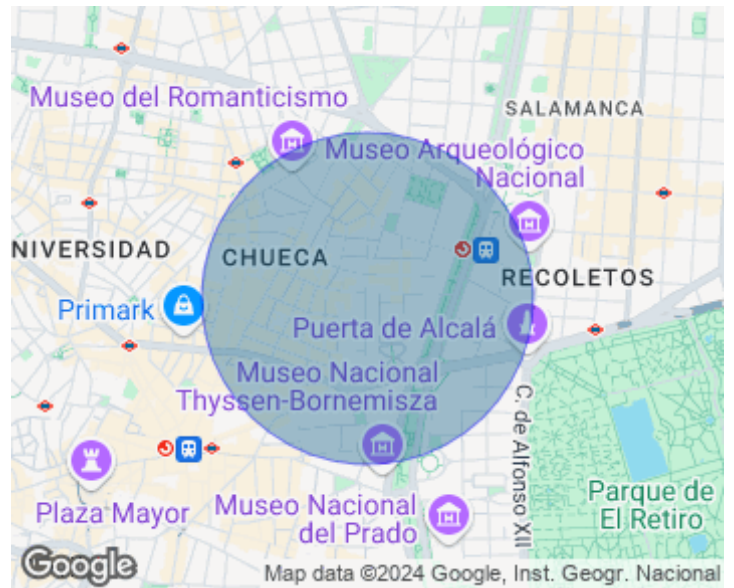 Museo del Romanticismo
SALAMANCA
Museo Arqueológico
Nacional
NIVERSIDAD
CHUECA
RECOLETOS
Primark
Puerta de Alcalá
Museo Nacional
Thyssen-Bornemisza
C. de Alfonso XII
Plaza Mayor
Museo Nacional
del Prado
Parque de
El Retiro
Google
Map data ©2024 Google, Inst. Geogr. Nacional